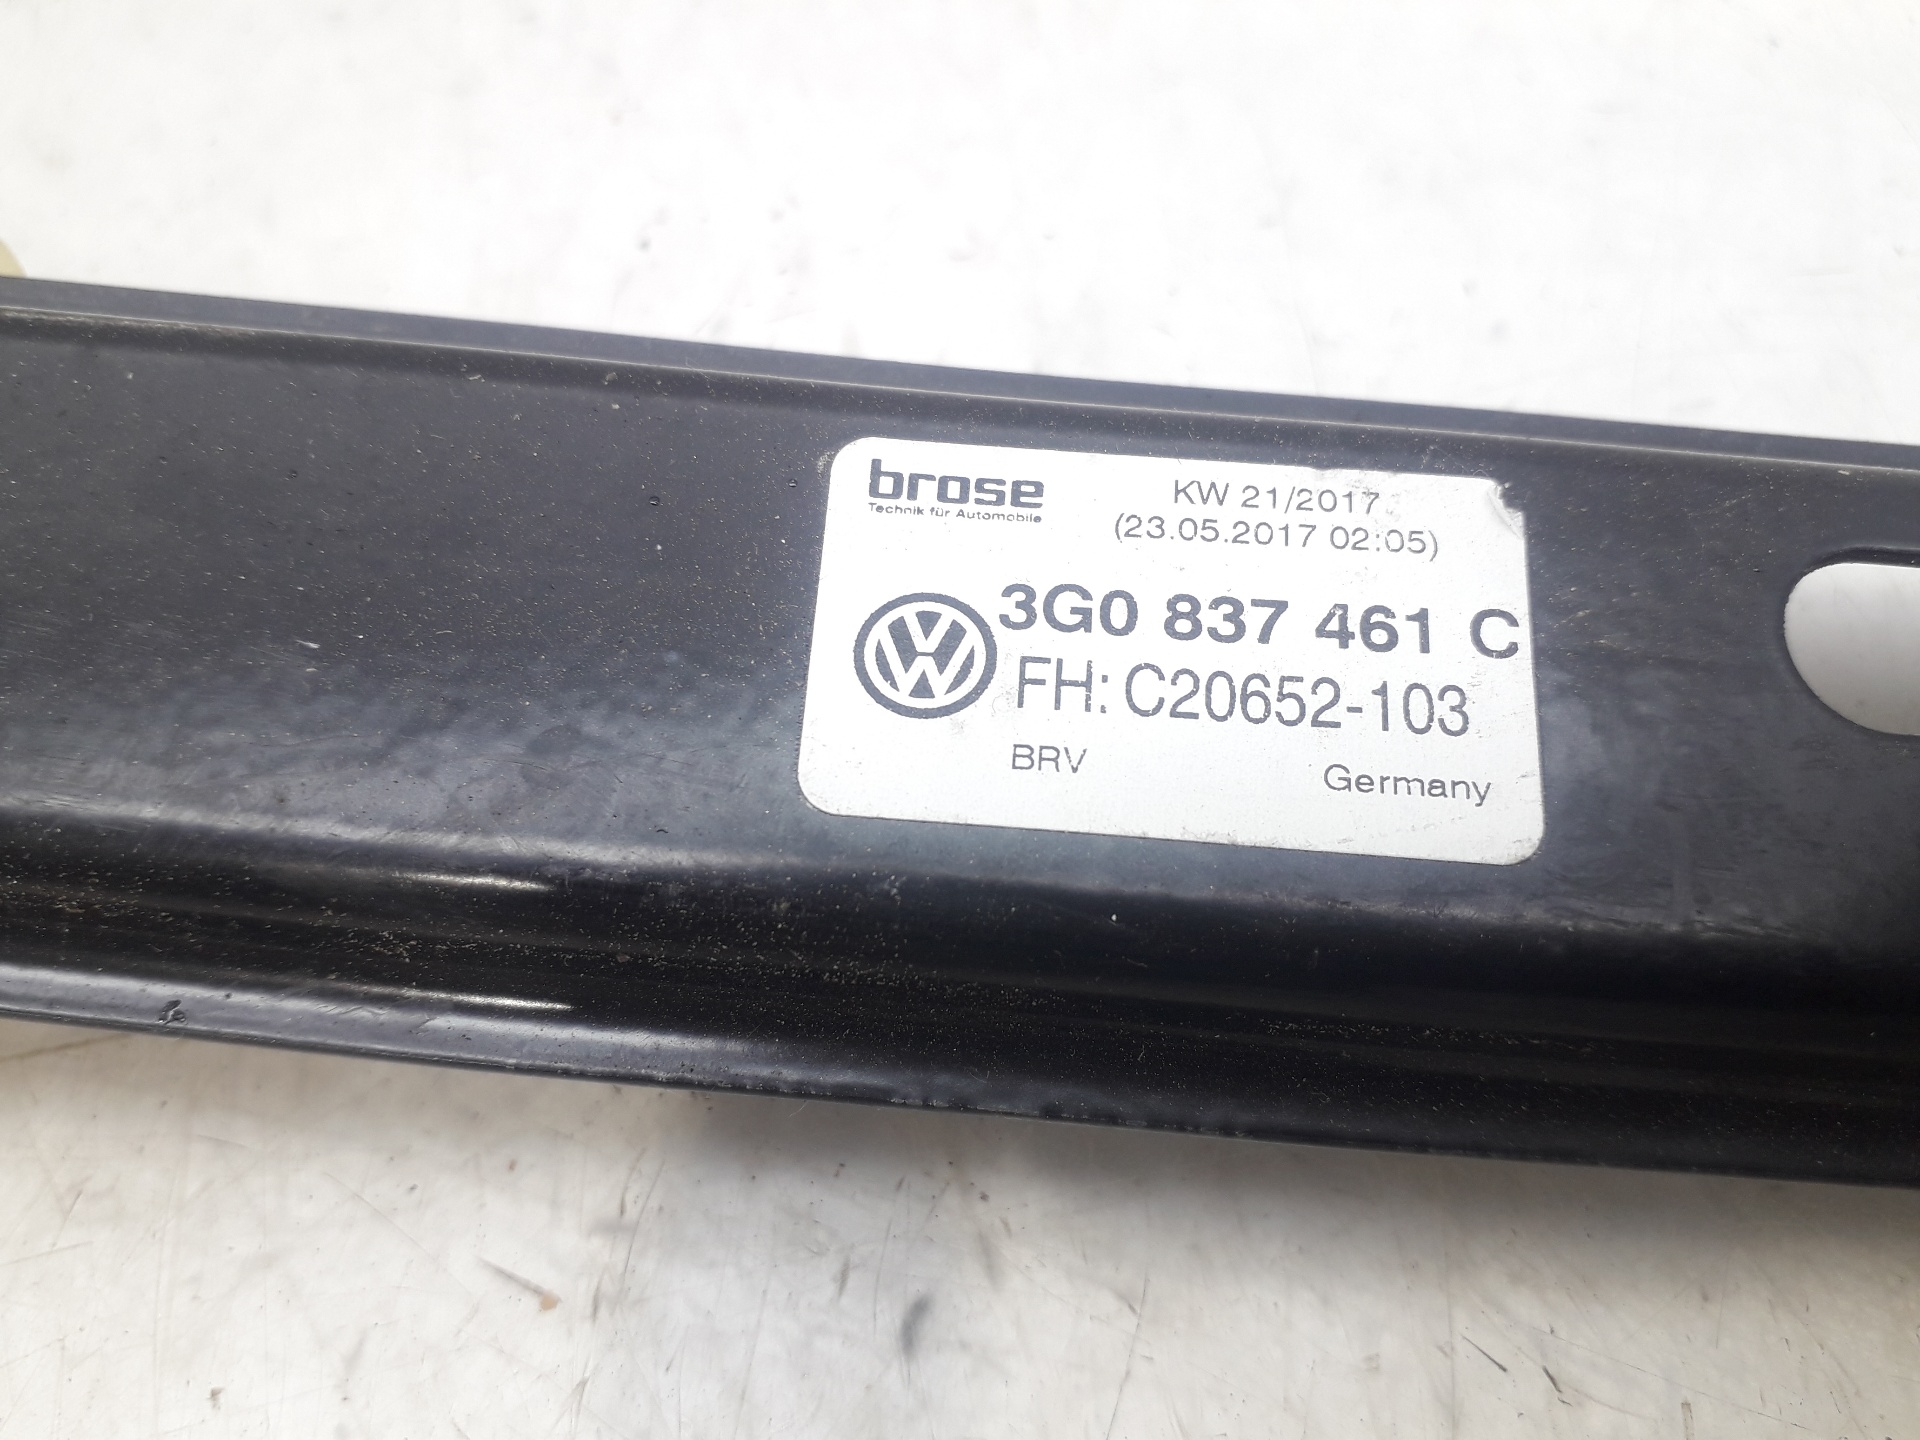 brose
Technik für Automobile
KW 21/2017
(23.05.2017 02:05)
3G0 837 461 C
FH: C20652-103
BRV
Germany